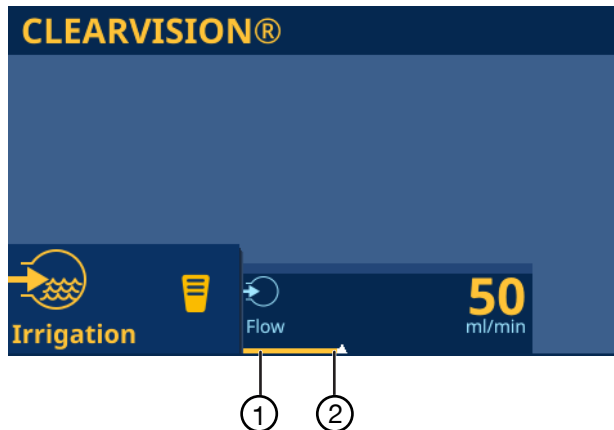 CLEARVISION®
50
Flow
ml/min
Irrigation
1
2